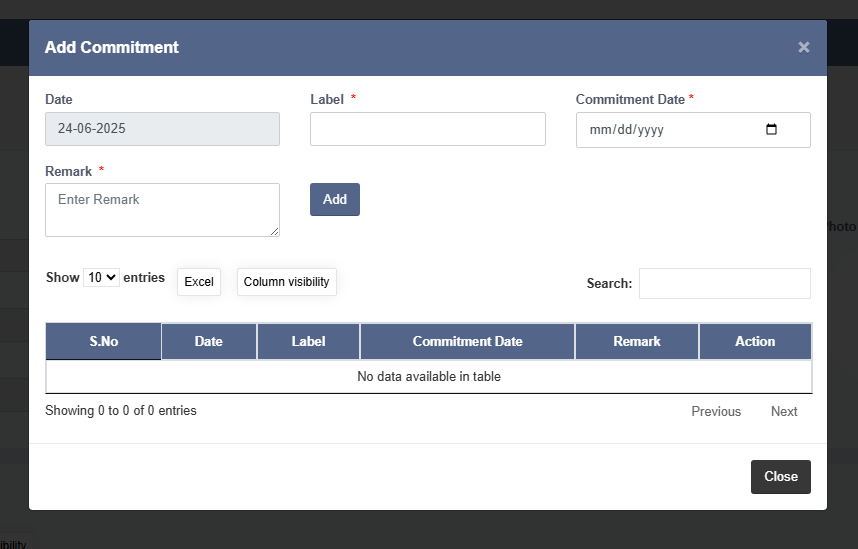 Add Commitment ×
Date Label * Commitment Date *
24-06-2025 mm/dd/yyyy
Remark *
Enter Remark Add
Photo
Show 10 entries Excel Column visibility Search:
S.No Date Label Commitment Date Remark Action
No data available in table
Showing 0 to 0 of 0 entries Previous Next
Close
ibility